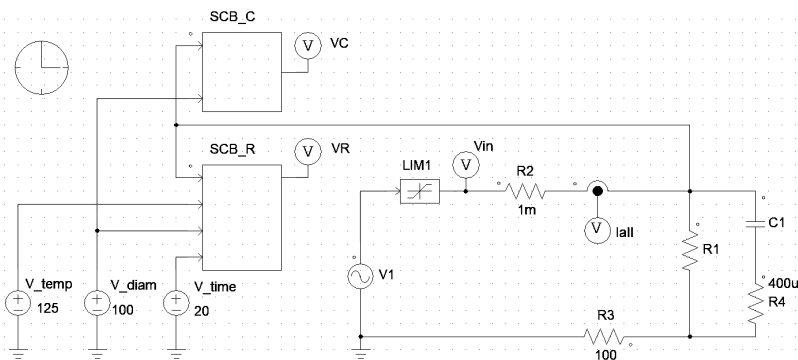 SCB_C
V
VC
SCB_R
V
VR
LIM1
V
Vin
R2
1m
V
Iall
C1
R1
400u
R4
V1
R3
100
V_temp
125
V_diam
100
V_time
20